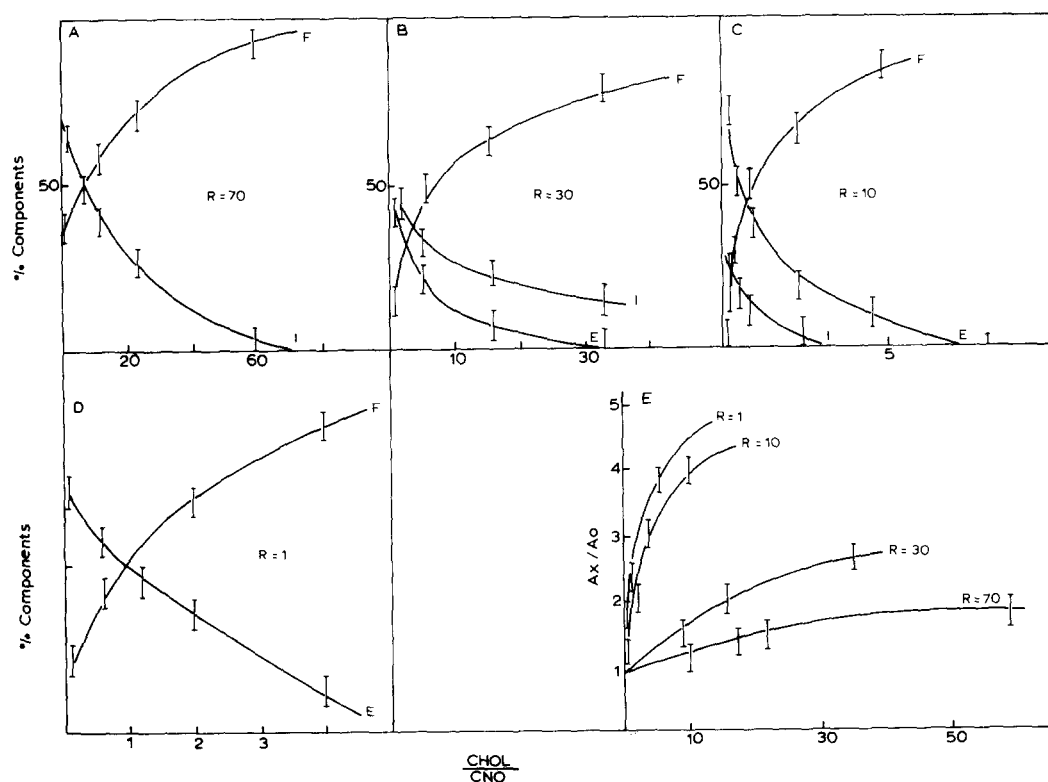 A
F
50
% Components
R = 70
I
20
60
B
F
50
R = 30
I
E
10
30
C
F
50
R = 10
I
E
5
D
F
% Components
R = 1
E
1
2
3
E
5
4
3
2
1
Ax / Ao
R = 1
R = 10
R = 30
R = 70
10
30
50
CHOL
CNO